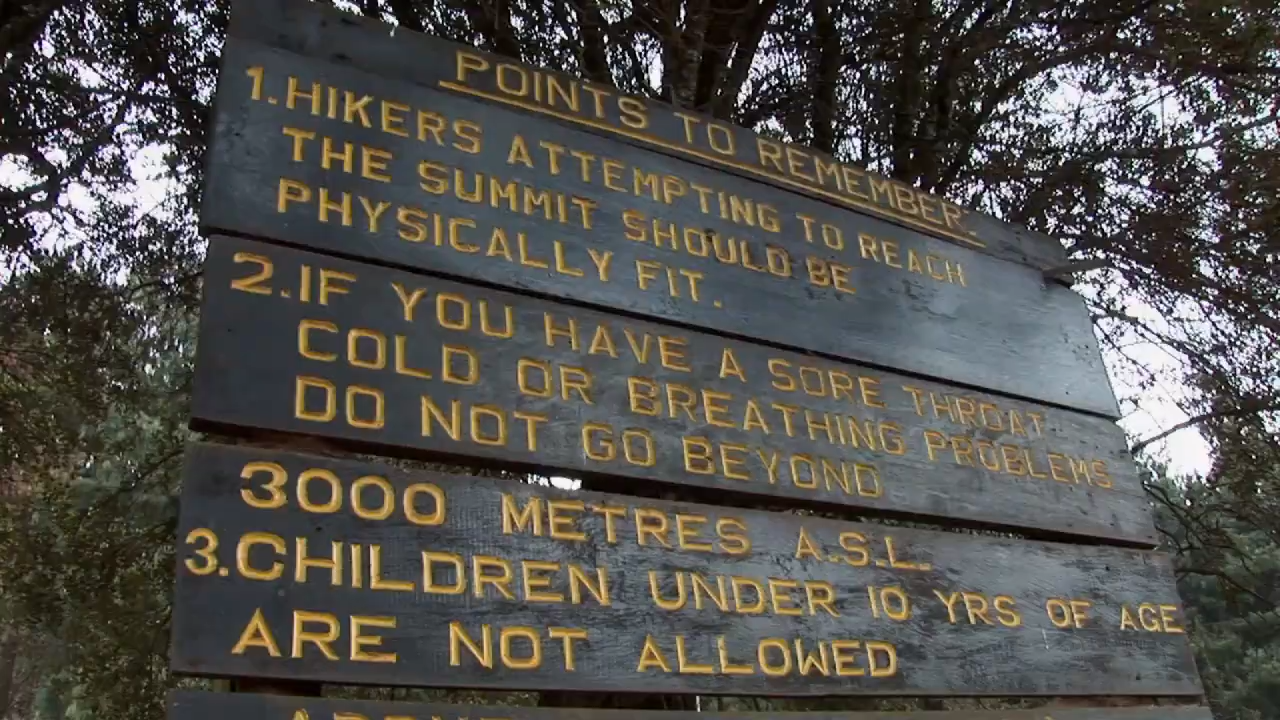 POINTS TO REMEMBER.
1.HIKERS ATTEMPTING TO REACH
THE SUMMIT SHOULD BE
PHYSICALLY FIT.
2.IF YOU HAVE A SORE THROAT
COLD OR BREATHING PROBLEMS
DO NOT GO BEYOND
3000 METRES A.S.L.
3.CHILDREN UNDER 10 YRS OF AGE
ARE NOT ALLOWED